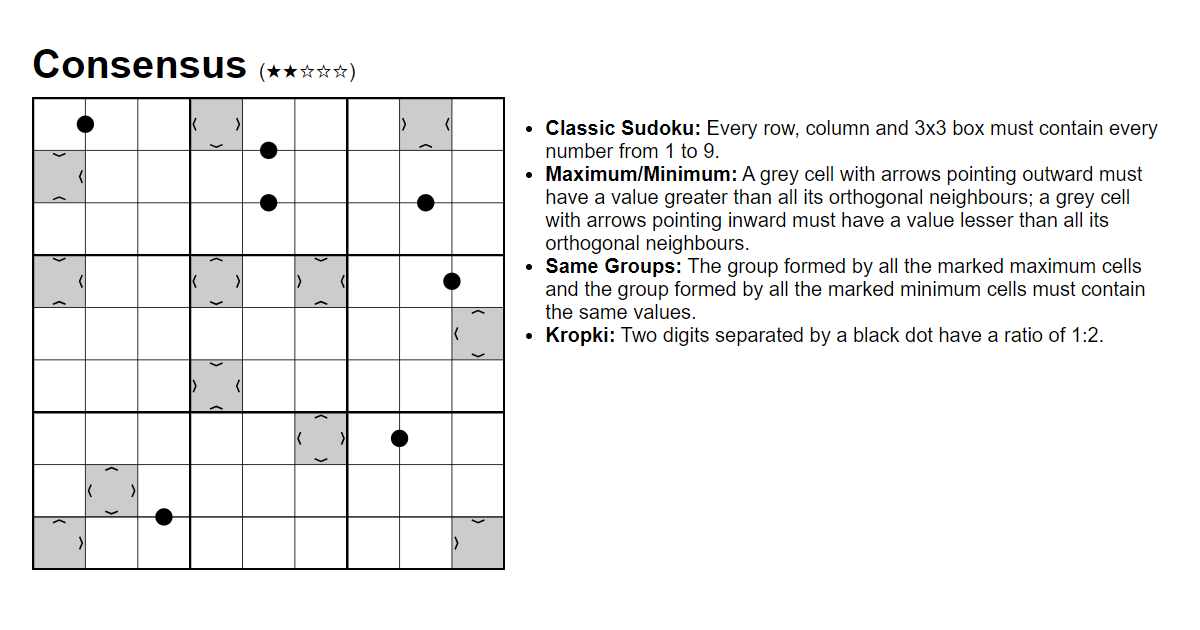 Consensus (★★☆☆☆)
• Classic Sudoku: Every row, column and 3x3 box must contain every
number from 1 to 9.
• Maximum/Minimum: A grey cell with arrows pointing outward must
have a value greater than all its orthogonal neighbours; a grey cell
with arrows pointing inward must have a value lesser than all its
orthogonal neighbours.
• Same Groups: The group formed by all the marked maximum cells
and the group formed by all the marked minimum cells must contain
the same values.
• Kropki: Two digits separated by a black dot have a ratio of 1:2.